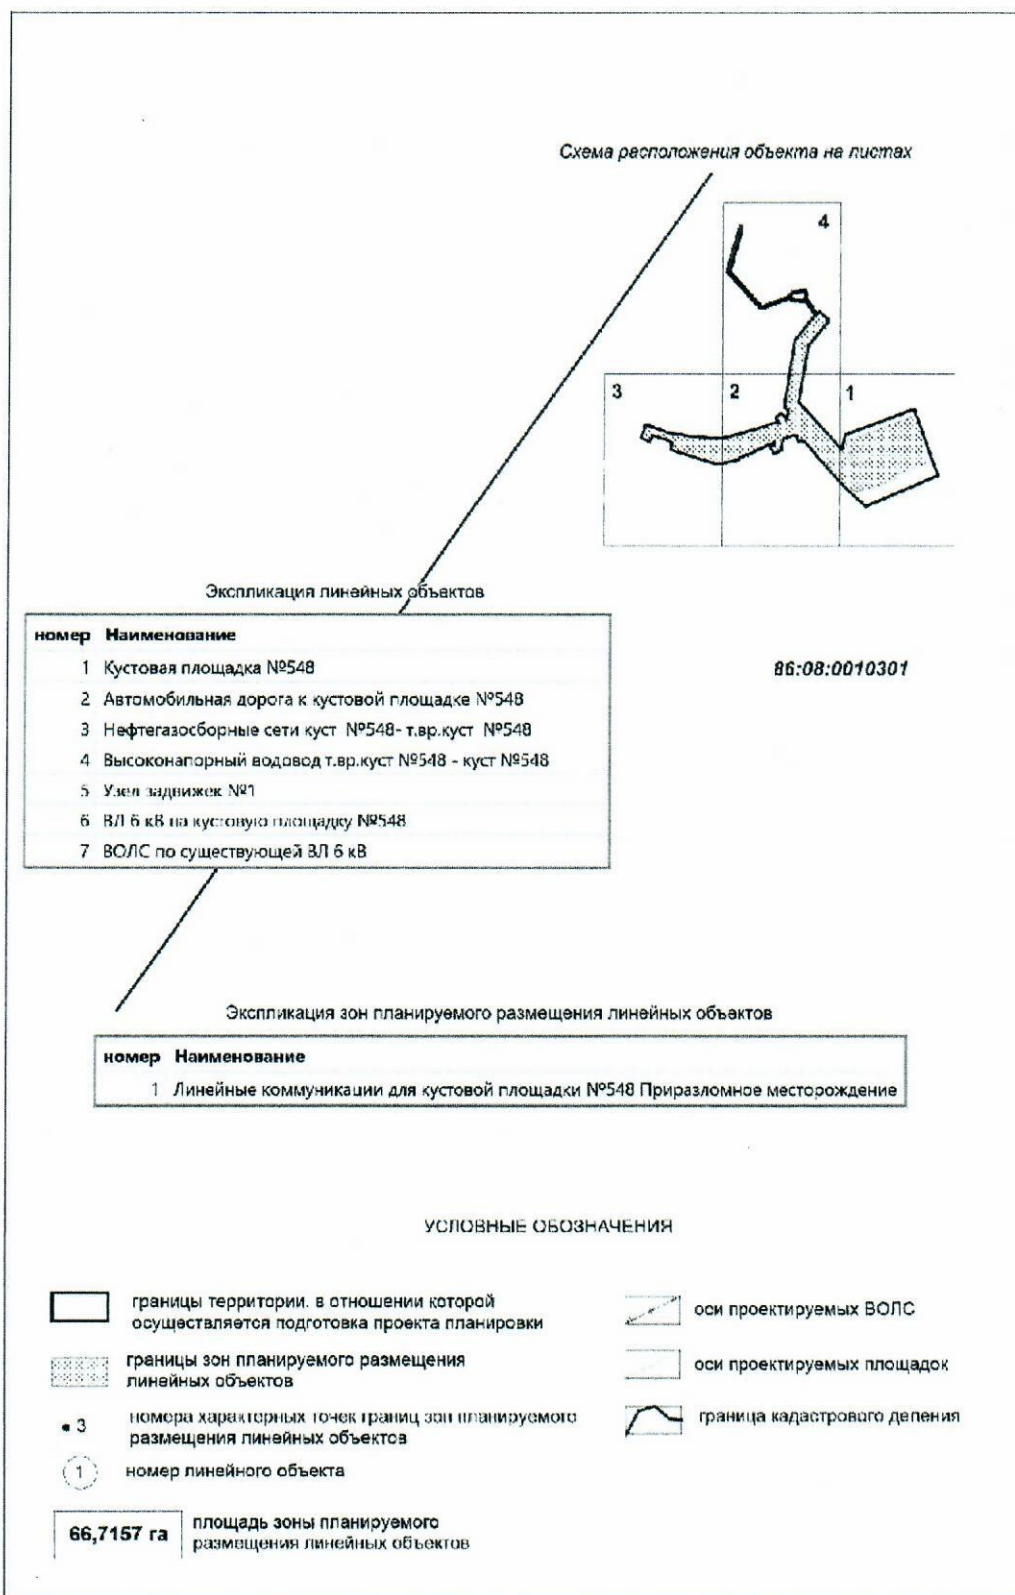 Схема расположения объекта на листах
4
3
2
1
Экспликация линейных объектов
номер Наименование
1 Кустовая площадка №548
2 Автомобильная дорога к кустовой площадке №548
3 Нефтегазосборные сети куст №548- т.вр.куст №548
4 Высоконапорный водовод т.вр.куст №548 - куст №548
5 Узел задвижек №1
6 ВЛ 6 кВ на кустовую площадку №548
7 ВОЛС по существующей ВЛ 6 кВ
86:08:0010301
Экспликация зон планируемого размещения линейных объектов
номер Наименование
1 Линейные коммуникации для кустовой площадки №548 Приразломное месторождение
УСЛОВНЫЕ ОБОЗНАЧЕНИЯ
границы территории. в отношении которой
осуществляется подготовка проекта планировки
границы зон планируемого размещения
линейных объектов
3
номера характерных точек границ зон планируемого
размещения линейных объектов
1
номер линейного объекта
66,7157 га
площадь зоны планируемого
размещения линейных объектов
оси проектируемых ВОЛС
оси проектируемых площадок
граница кадастрового деления